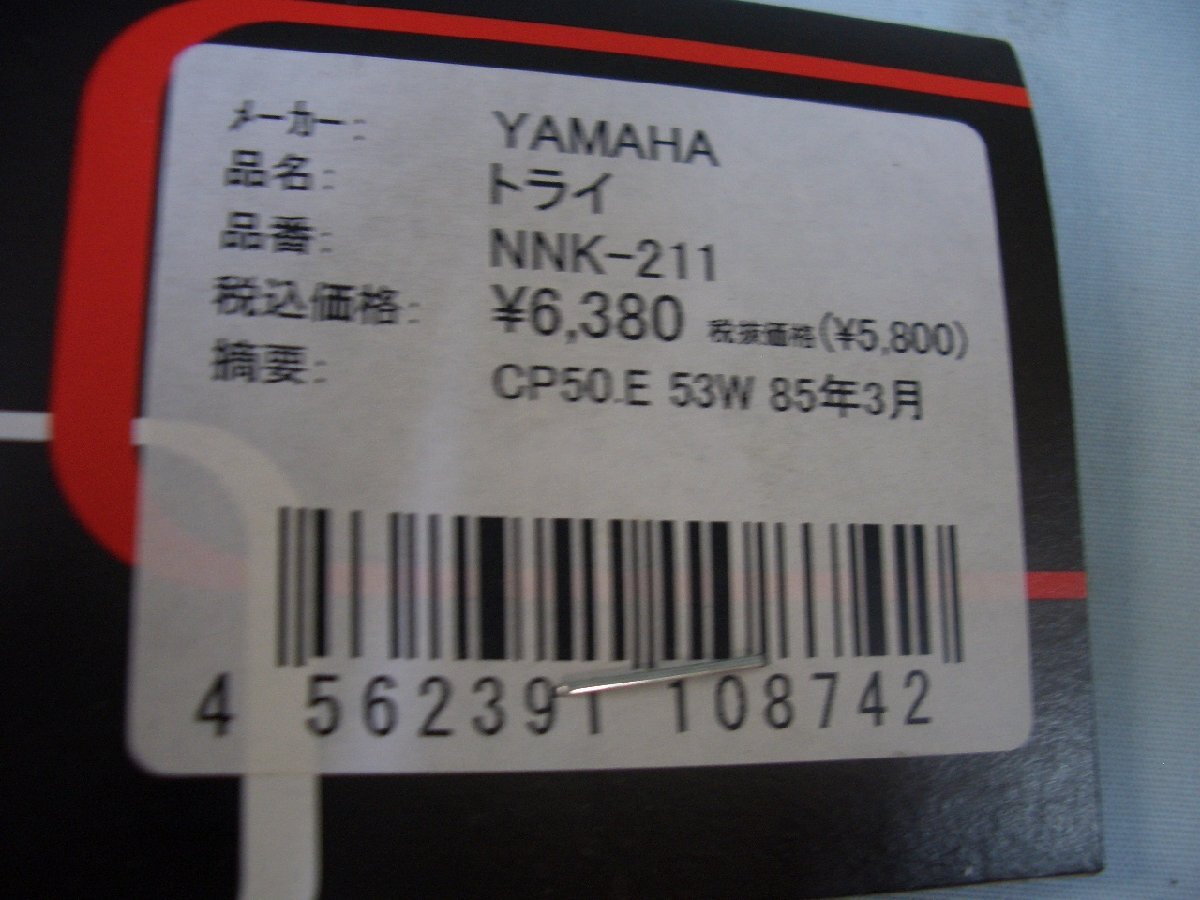 メーカー: YAMAHA
品名: トライ
品番: NNK-211
税込価格: ¥6,380 税抜価格(¥5,800)
摘要: CP50.E 53W 85年3月
4 562391 108742